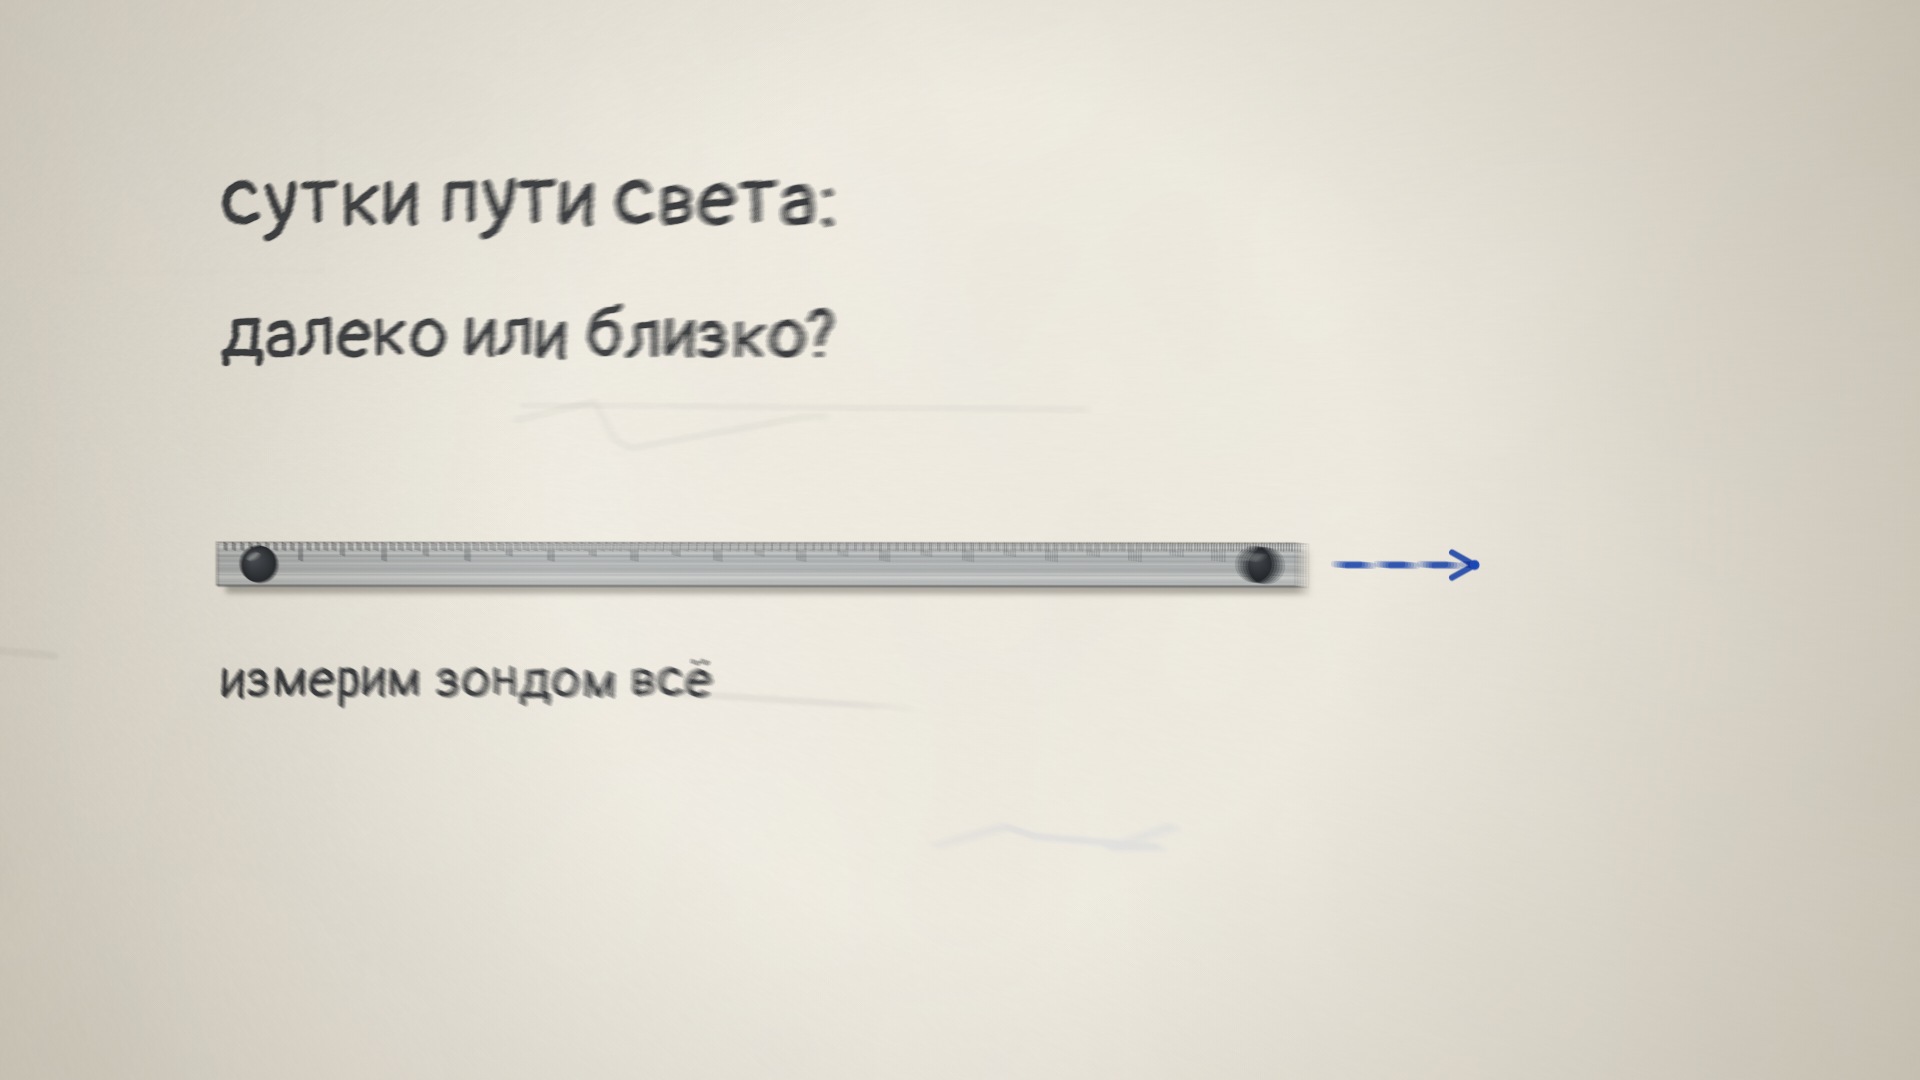 сутки пути света:
далеко или близко?
измерим зондом всё